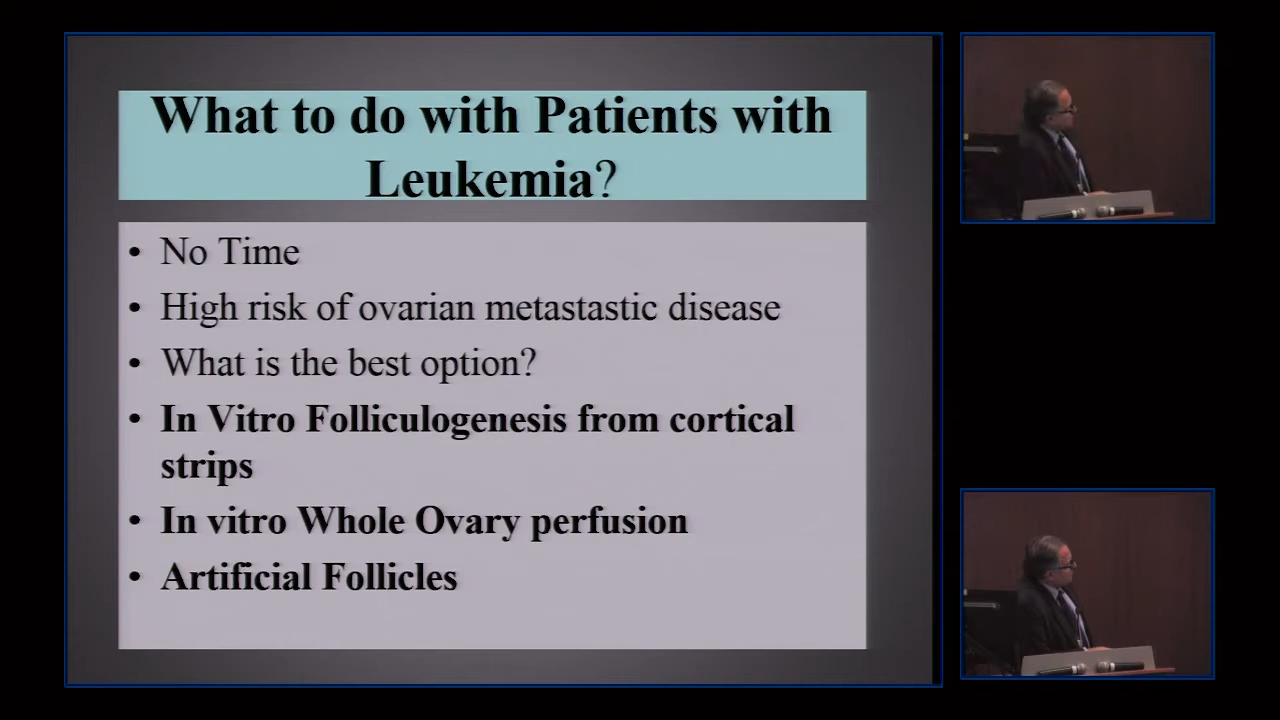 What to do with Patients with
Leukemia?
• No Time
• High risk of ovarian metastastic disease
• What is the best option?
• In Vitro Folliculogenesis from cortical
strips
• In vitro Whole Ovary perfusion
• Artificial Follicles